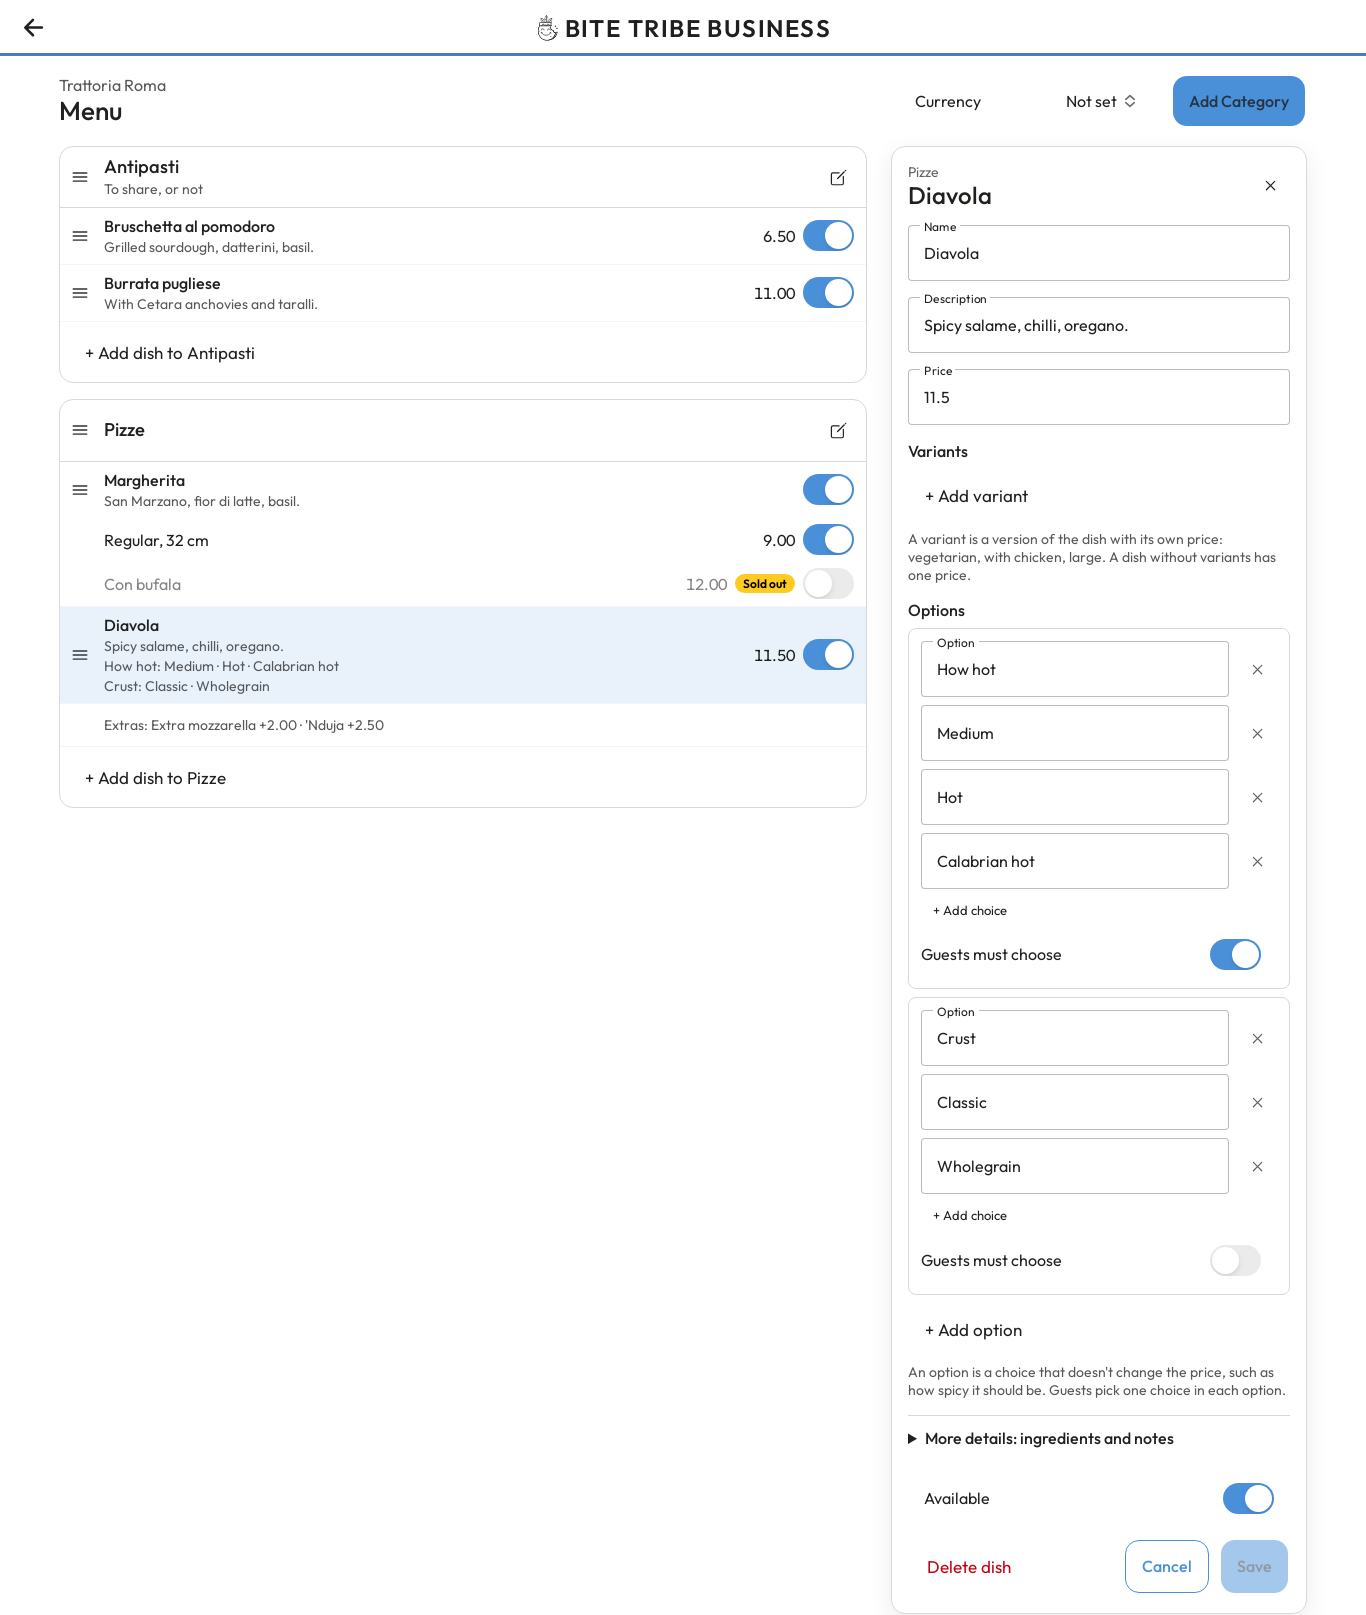 BITE TRIBE BUSINESS
Trattoria Roma
Menu
Currency
Not set
Add Category
Antipasti
To share, or not
Bruschetta al pomodoro
Grilled sourdough, datterini, basil.
6.50
Burrata pugliese
With Cetara anchovies and taralli.
11.00
+ Add dish to Antipasti
Pizze
Margherita
San Marzano, fior di latte, basil.
Regular, 32 cm
9.00
Con bufala
12.00
Sold out
Diavola
Spicy salame, chilli, oregano.
How hot: Medium · Hot · Calabrian hot
Crust: Classic · Wholegrain
11.50
Extras: Extra mozzarella +2.00 · 'Nduja +2.50
+ Add dish to Pizze
Pizze
Diavola
Name
Diavola
Description
Spicy salame, chilli, oregano.
Price
11.5
Variants
+ Add variant
A variant is a version of the dish with its own price:
vegetarian, with chicken, large. A dish without variants has
one price.
Options
Option
How hot
Medium
Hot
Calabrian hot
+ Add choice
Guests must choose
Option
Crust
Classic
Wholegrain
+ Add choice
Guests must choose
+ Add option
An option is a choice that doesn't change the price, such as
how spicy it should be. Guests pick one choice in each option.
More details: ingredients and notes
Available
Delete dish
Cancel
Save